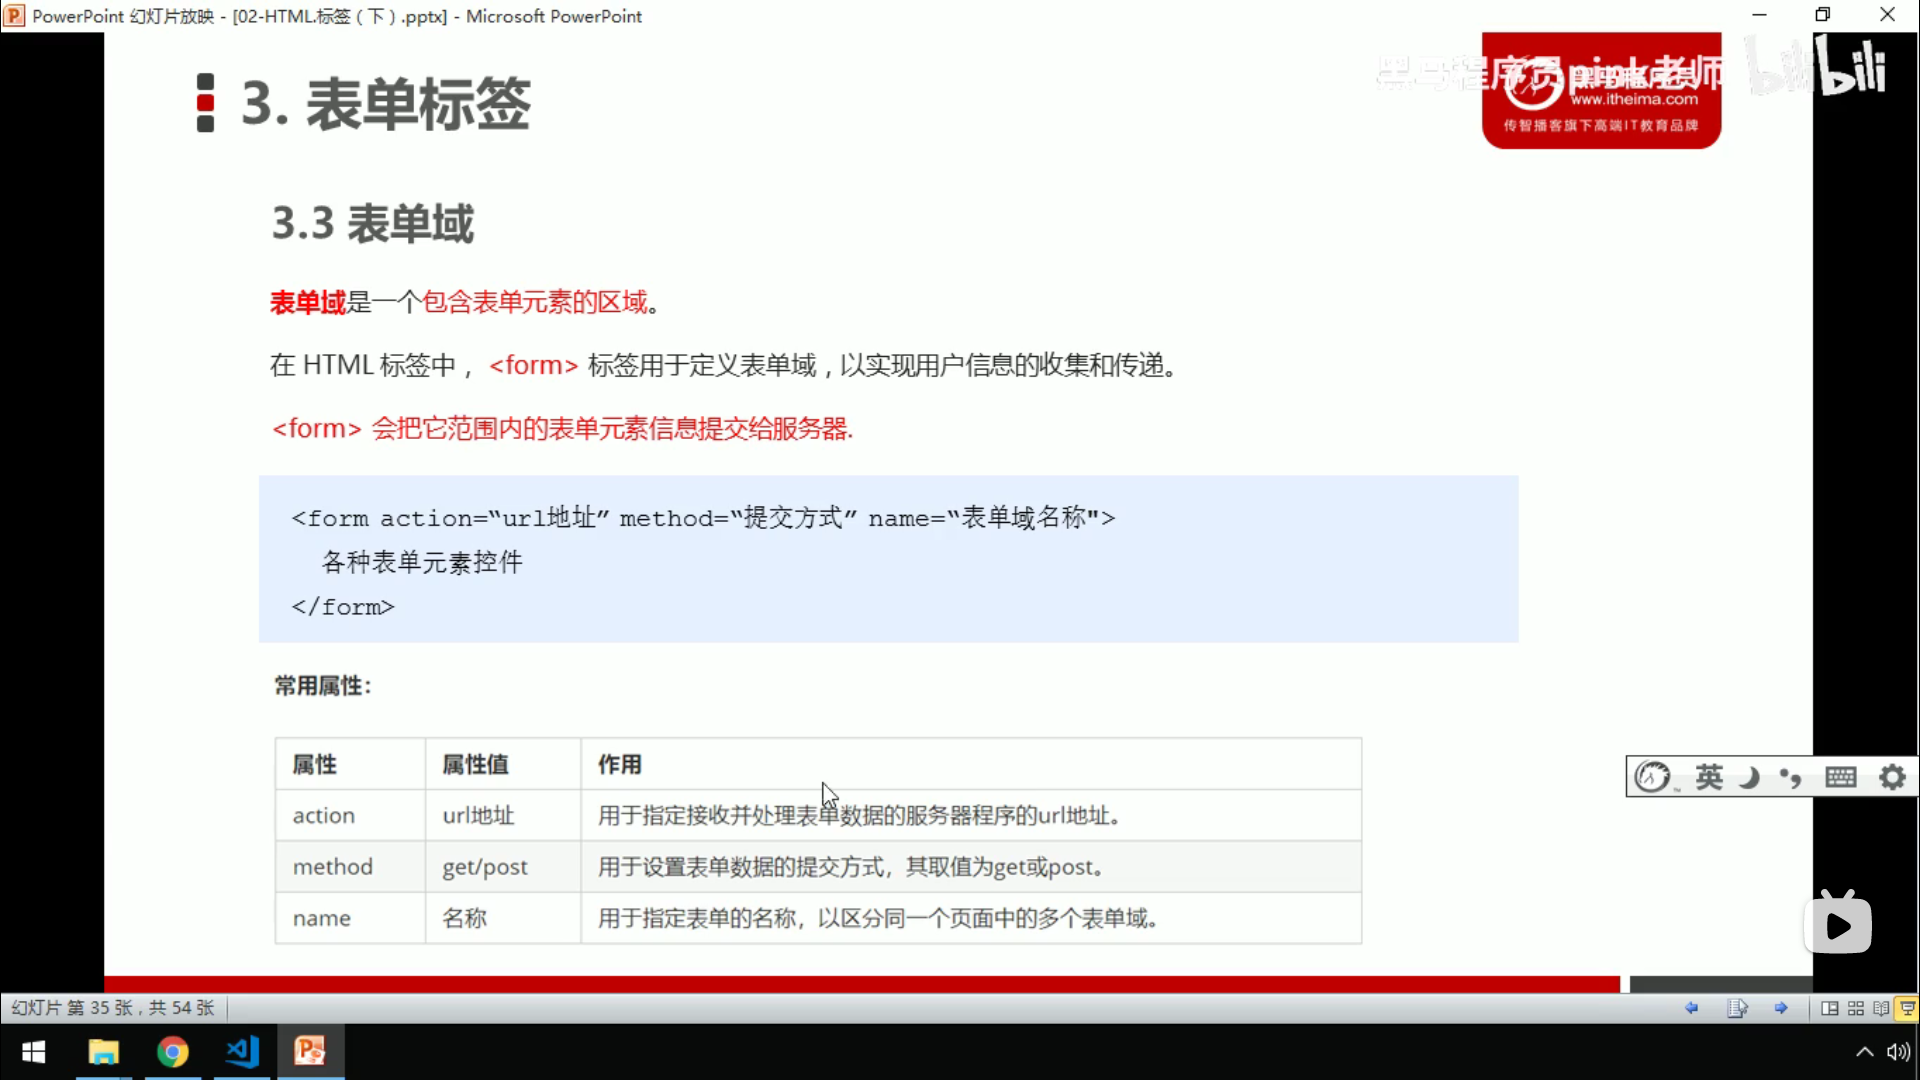 PowerPoint 幻灯片放映 - [02-HTML标签（下）.pptx] - Microsoft PowerPoint
3. 表单标签
黑马程序员pink老师
bilibili
www.itheima.com
传智播客旗下高端IT教育品牌
3.3 表单域
表单域是一个包含表单元素的区域。
在 HTML 标签中， <form> 标签用于定义表单域，以实现用户信息的收集和传递。
<form> 会把它范围内的表单元素信息提交给服务器.
<form action=“url地址” method=“提交方式” name=“表单域名称">
各种表单元素控件
</form>
常用属性：
属性 属性值 作用
action url地址 用于指定接收并处理表单数据的服务器程序的url地址。
method get/post 用于设置表单数据的提交方式，其取值为get或post。
name 名称 用于指定表单的名称，以区分同一个页面中的多个表单域。
英
幻灯片 第 35 张，共 54 张